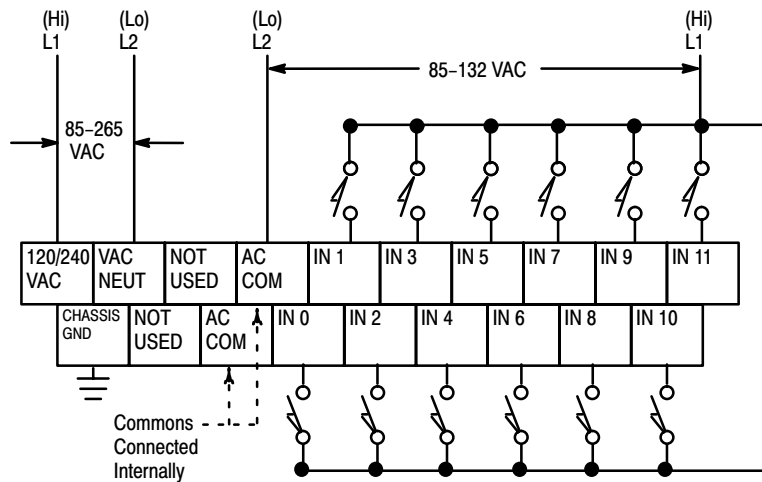 (Hi) (Lo) (Lo) (Hi)
L1 L2 L2 L1
85–132 VAC
85–265
VAC
120/240
VAC
VAC
NEUT
NOT
USED
AC
COM
IN 1
IN 3
IN 5
IN 7
IN 9
IN 11
CHASSIS
GND
NOT
USED
AC
COM
IN 0
IN 2
IN 4
IN 6
IN 8
IN 10
Commons
Connected
Internally